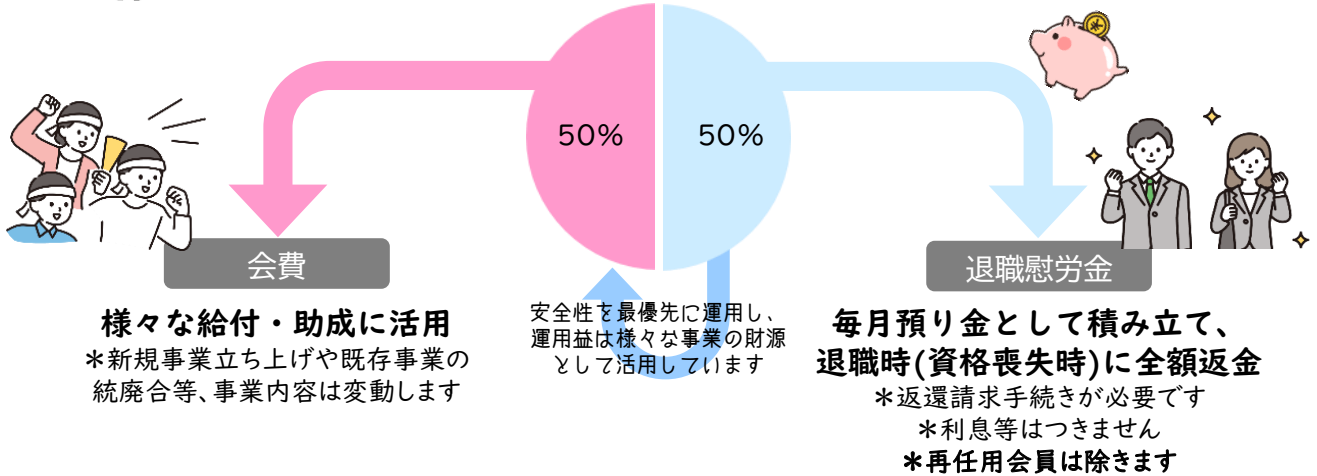 50%
50%
会費
様々な給付・助成に活用
＊新規事業立ち上げや既存事業の
統廃合等、事業内容は変動します
安全性を最優先に運用し、
運用益は様々な事業の財源
として活用しています
退職慰労金
毎月預り金として積み立て、
退職時(資格喪失時)に全額返金
＊返還請求手続きが必要です
＊利息等はつきません
＊再任用会員は除きます